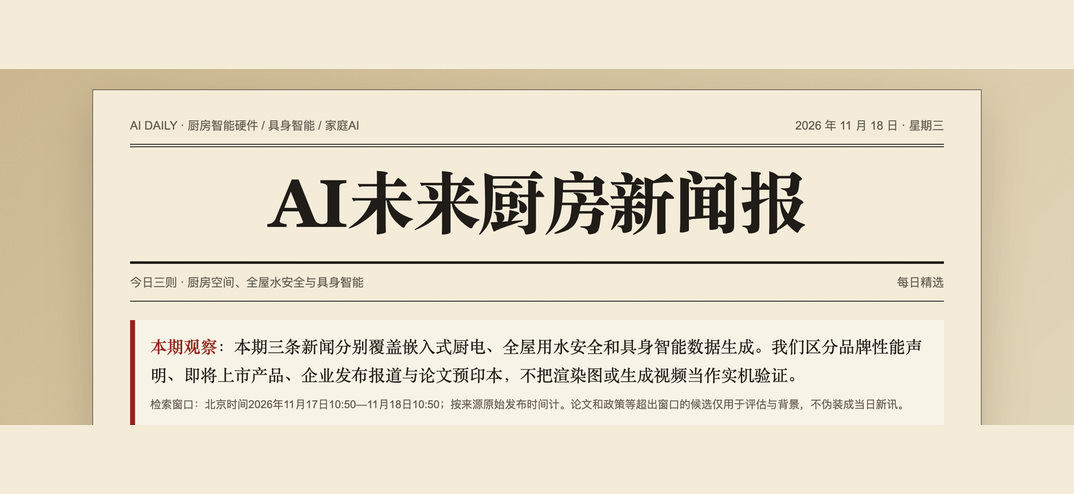 AI DAILY · 厨房智能硬件 / 具身智能 / 家庭AI
2026 年 11 月 18 日 · 星期三
AI未来厨房新闻报
今日三则 · 厨房空间、全屋水安全与具身智能
每日精选
本期观察：本期三条新闻分别覆盖嵌入式厨电、全屋用水安全和具身智能数据生成。我们区分品牌性能声
明、即将上市产品、企业发布报道与论文预印本，不把渲染图或生成视频当作实机验证。
检索窗口：北京时间2026年11月17日10:50—11月18日10:50；按来源原始发布时间计。论文和政策等超出窗口的候选仅用于评估与背景，不伪装成当日新讯。